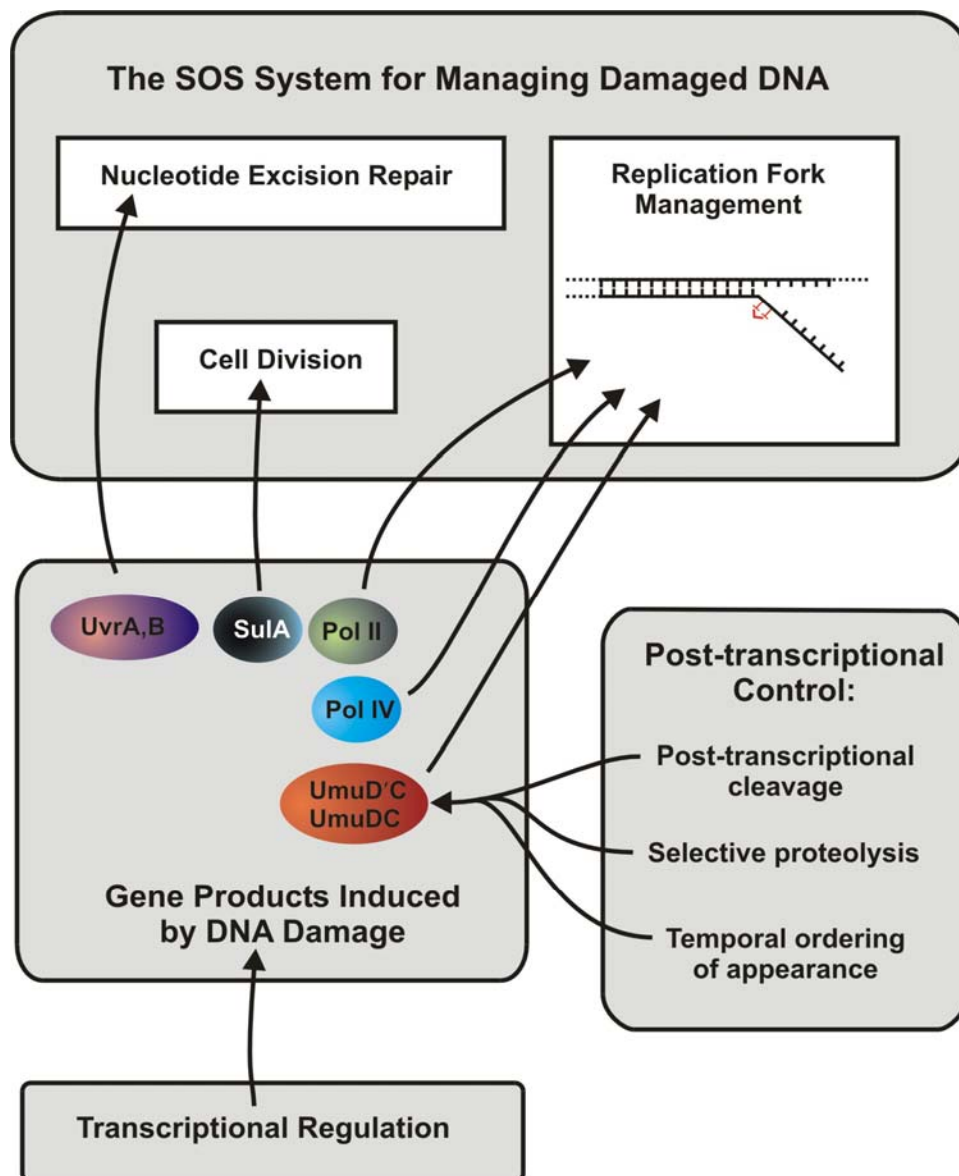 The SOS System for Managing Damaged DNA
Nucleotide Excision Repair
Replication Fork
Management
Cell Division
UvrA,B
SulA
Pol II
Pol IV
UmuD′C
UmuDC
Gene Products Induced
by DNA Damage
Post-transcriptional
Control:
Post-transcriptional
cleavage
Selective proteolysis
Temporal ordering
of appearance
Transcriptional Regulation